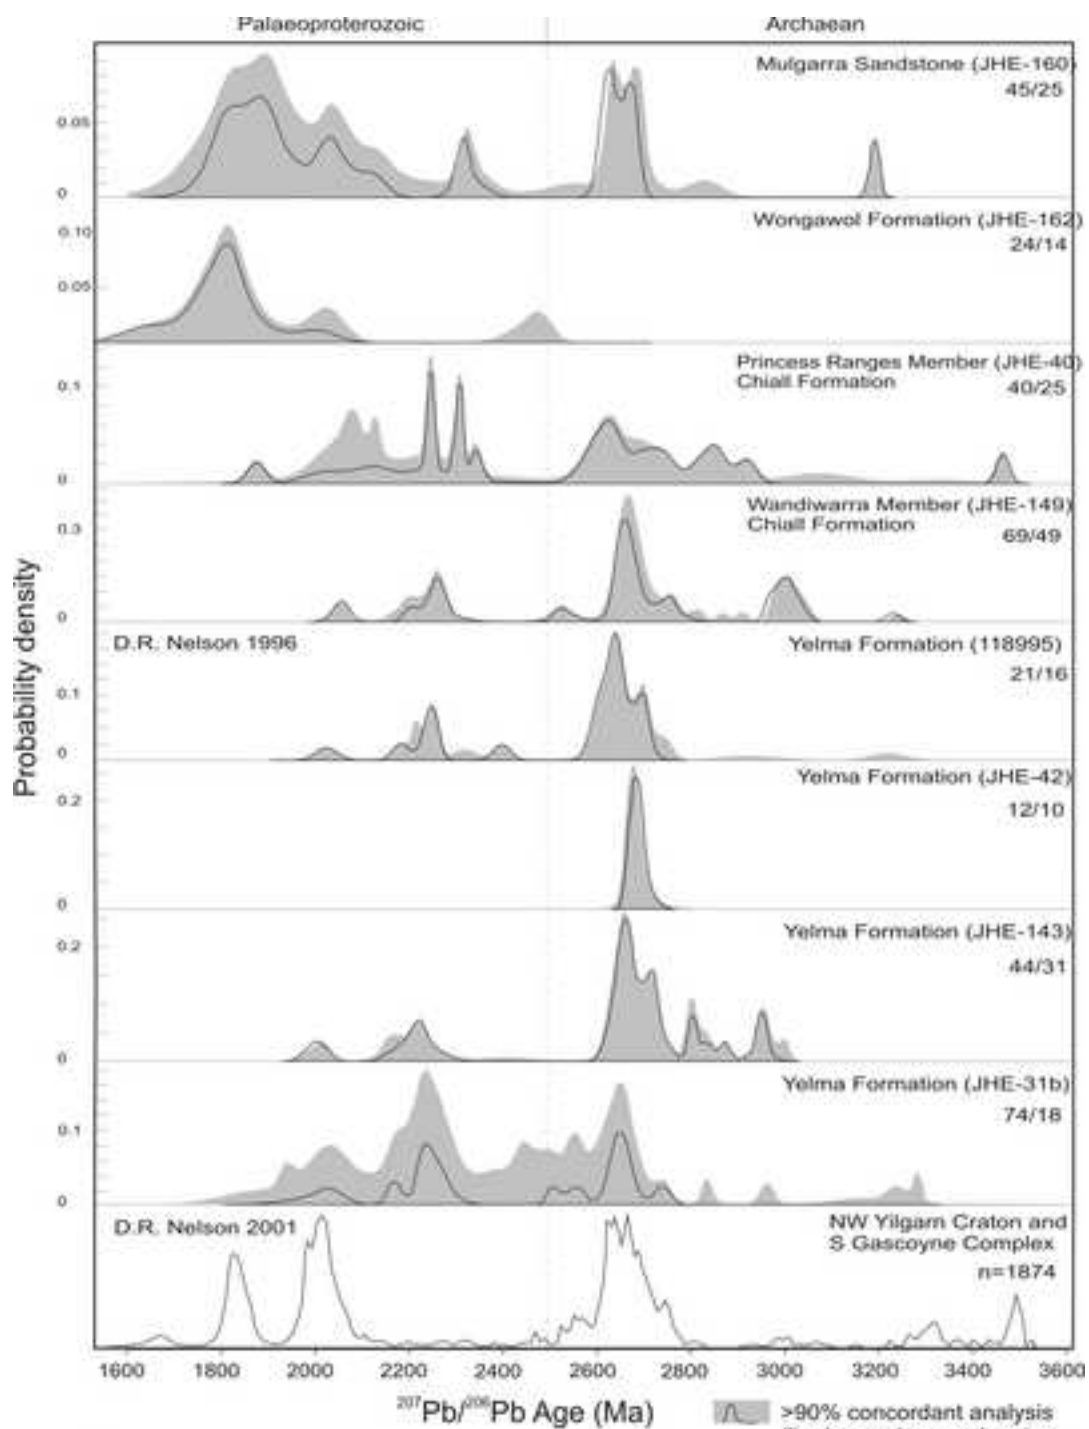 Palaeoproterozoic Archaean
Mulgarra Sandstone (JHE-160)
45/25
0.05
0
Wongawol Formation (JHE-162)
24/14
0.10
0.05
Princess Ranges Member (JHE-40)
Chiall Formation
40/25
0.1
0
Wandiwarra Member (JHE-149)
Chiall Formation
69/49
0.3
0
Probability density
D.R. Nelson 1996
Yelma Formation (118995)
21/16
0.1
0
Yelma Formation (JHE-42)
12/10
0.2
0
Yelma Formation (JHE-143)
44/31
0.2
0
Yelma Formation (JHE-31b)
74/18
0.1
0
D.R. Nelson 2001
NW Yilgarn Craton and
S Gascoyne Complex
n=1874
1600 1800 2000 2200 2400 2600 2800 3000 3200 3400 3600
²⁰⁷Pb/²⁰⁶Pb Age (Ma)
>90% concordant analysis